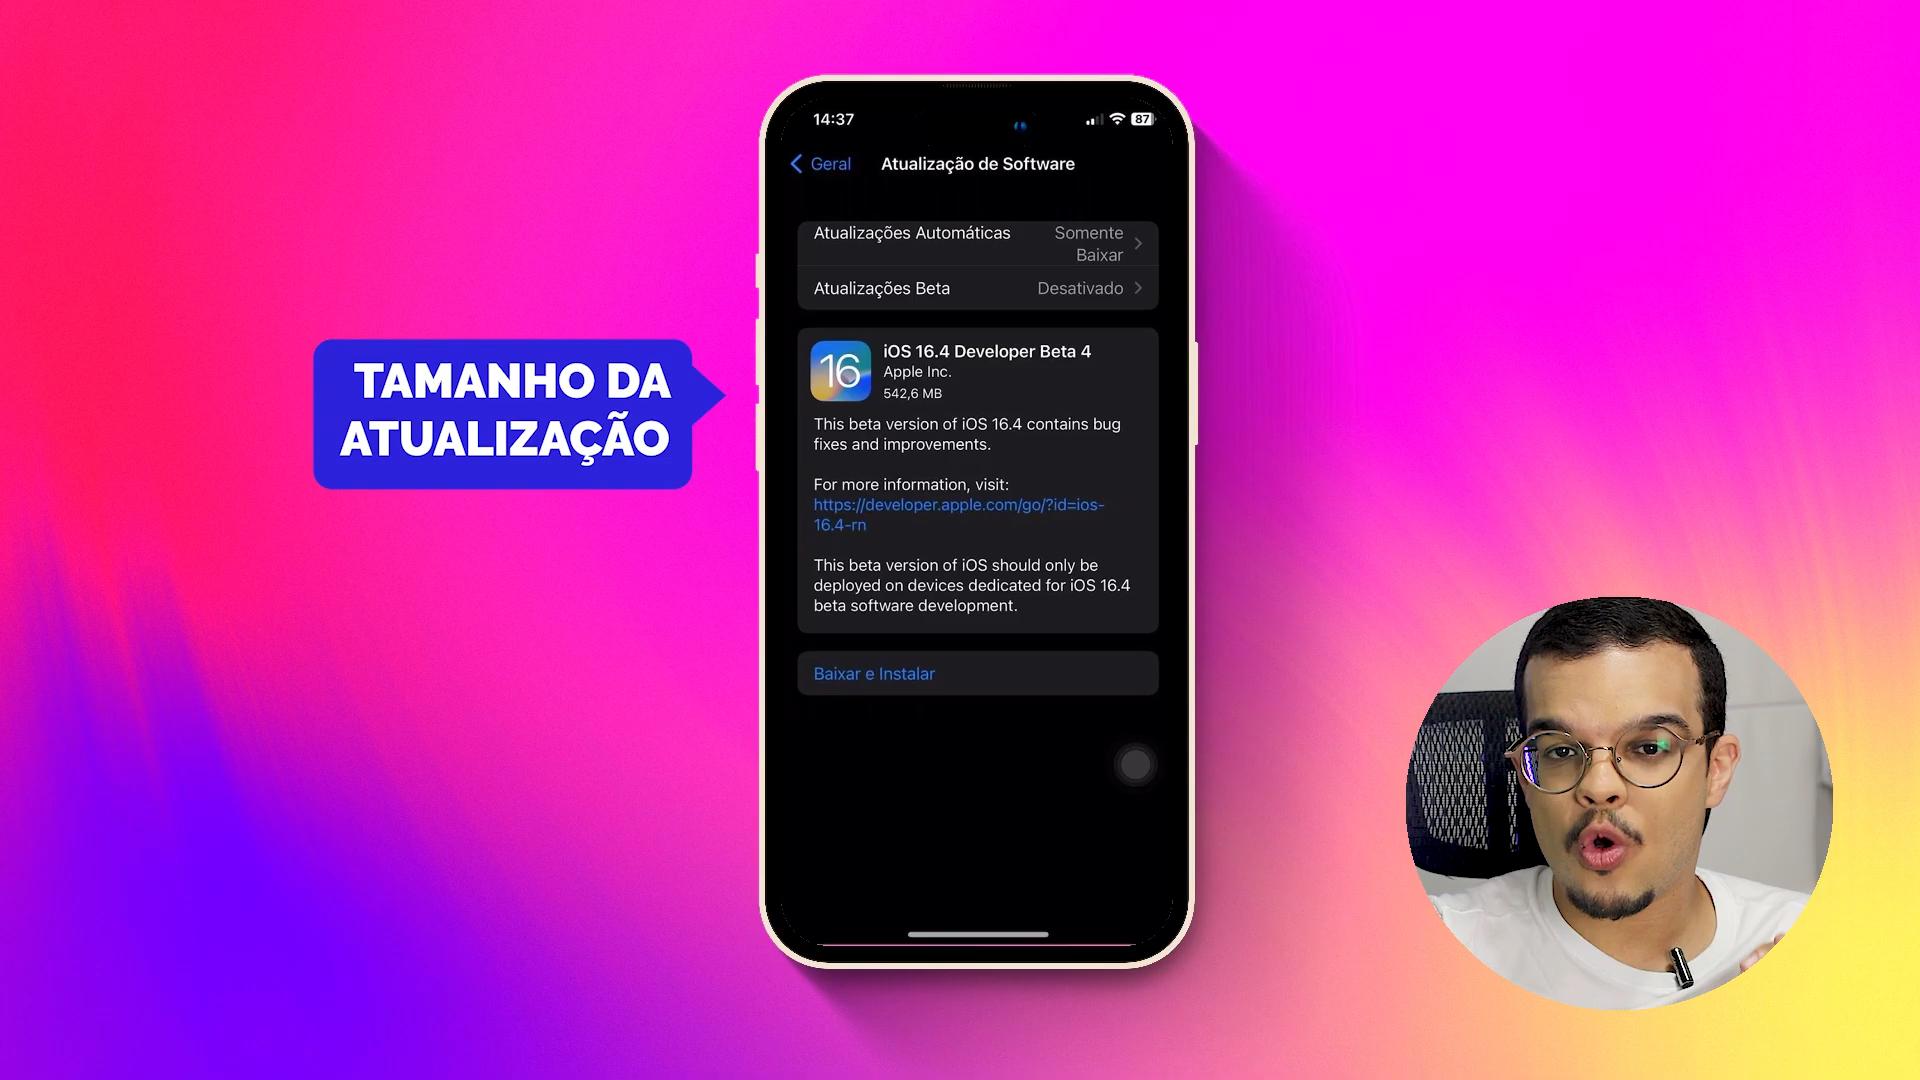 TAMANHO DA
ATUALIZAÇÃO
14:37
87
Geral
Atualização de Software
Atualizações Automáticas
Somente
Baixar
Atualizações Beta
Desativado
16
iOS 16.4 Developer Beta 4
Apple Inc.
542,6 MB
This beta version of iOS 16.4 contains bug
fixes and improvements.
For more information, visit:
https://developer.apple.com/go/?id=ios-
16.4-rn
This beta version of iOS should only be
deployed on devices dedicated for iOS 16.4
beta software development.
Baixar e Instalar